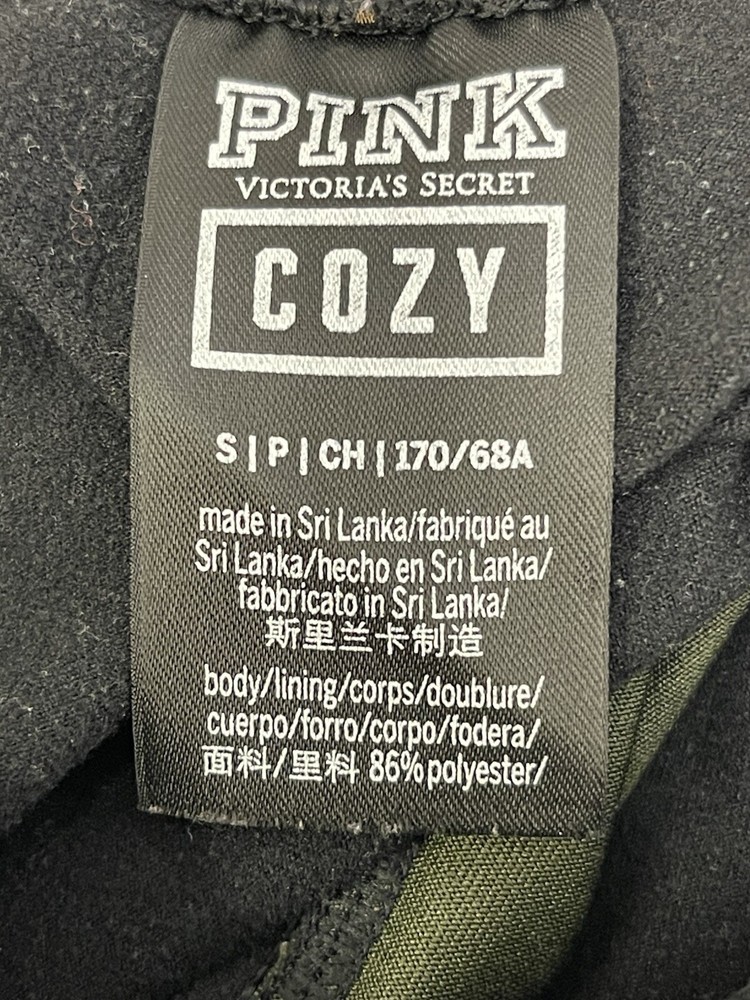 PINK
VICTORIA'S SECRET
COZY
S | P | CH | 170/68A
made in Sri Lanka/fabriqué au
Sri Lanka/hecho en Sri Lanka/
fabbricato in Sri Lanka/
斯里兰卡制造
body/lining/corps/doublure/
cuerpo/forro/corpo/fodera/
面料/里料 86% polyester/